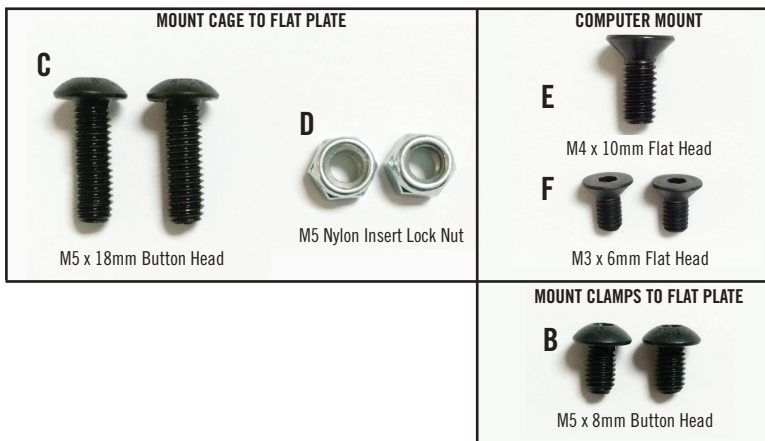 MOUNT CAGE TO FLAT PLATE
C
D
M5 x 18mm Button Head
M5 Nylon Insert Lock Nut
COMPUTER MOUNT
E
M4 x 10mm Flat Head
F
M3 x 6mm Flat Head
MOUNT CLAMPS TO FLAT PLATE
B
M5 x 8mm Button Head